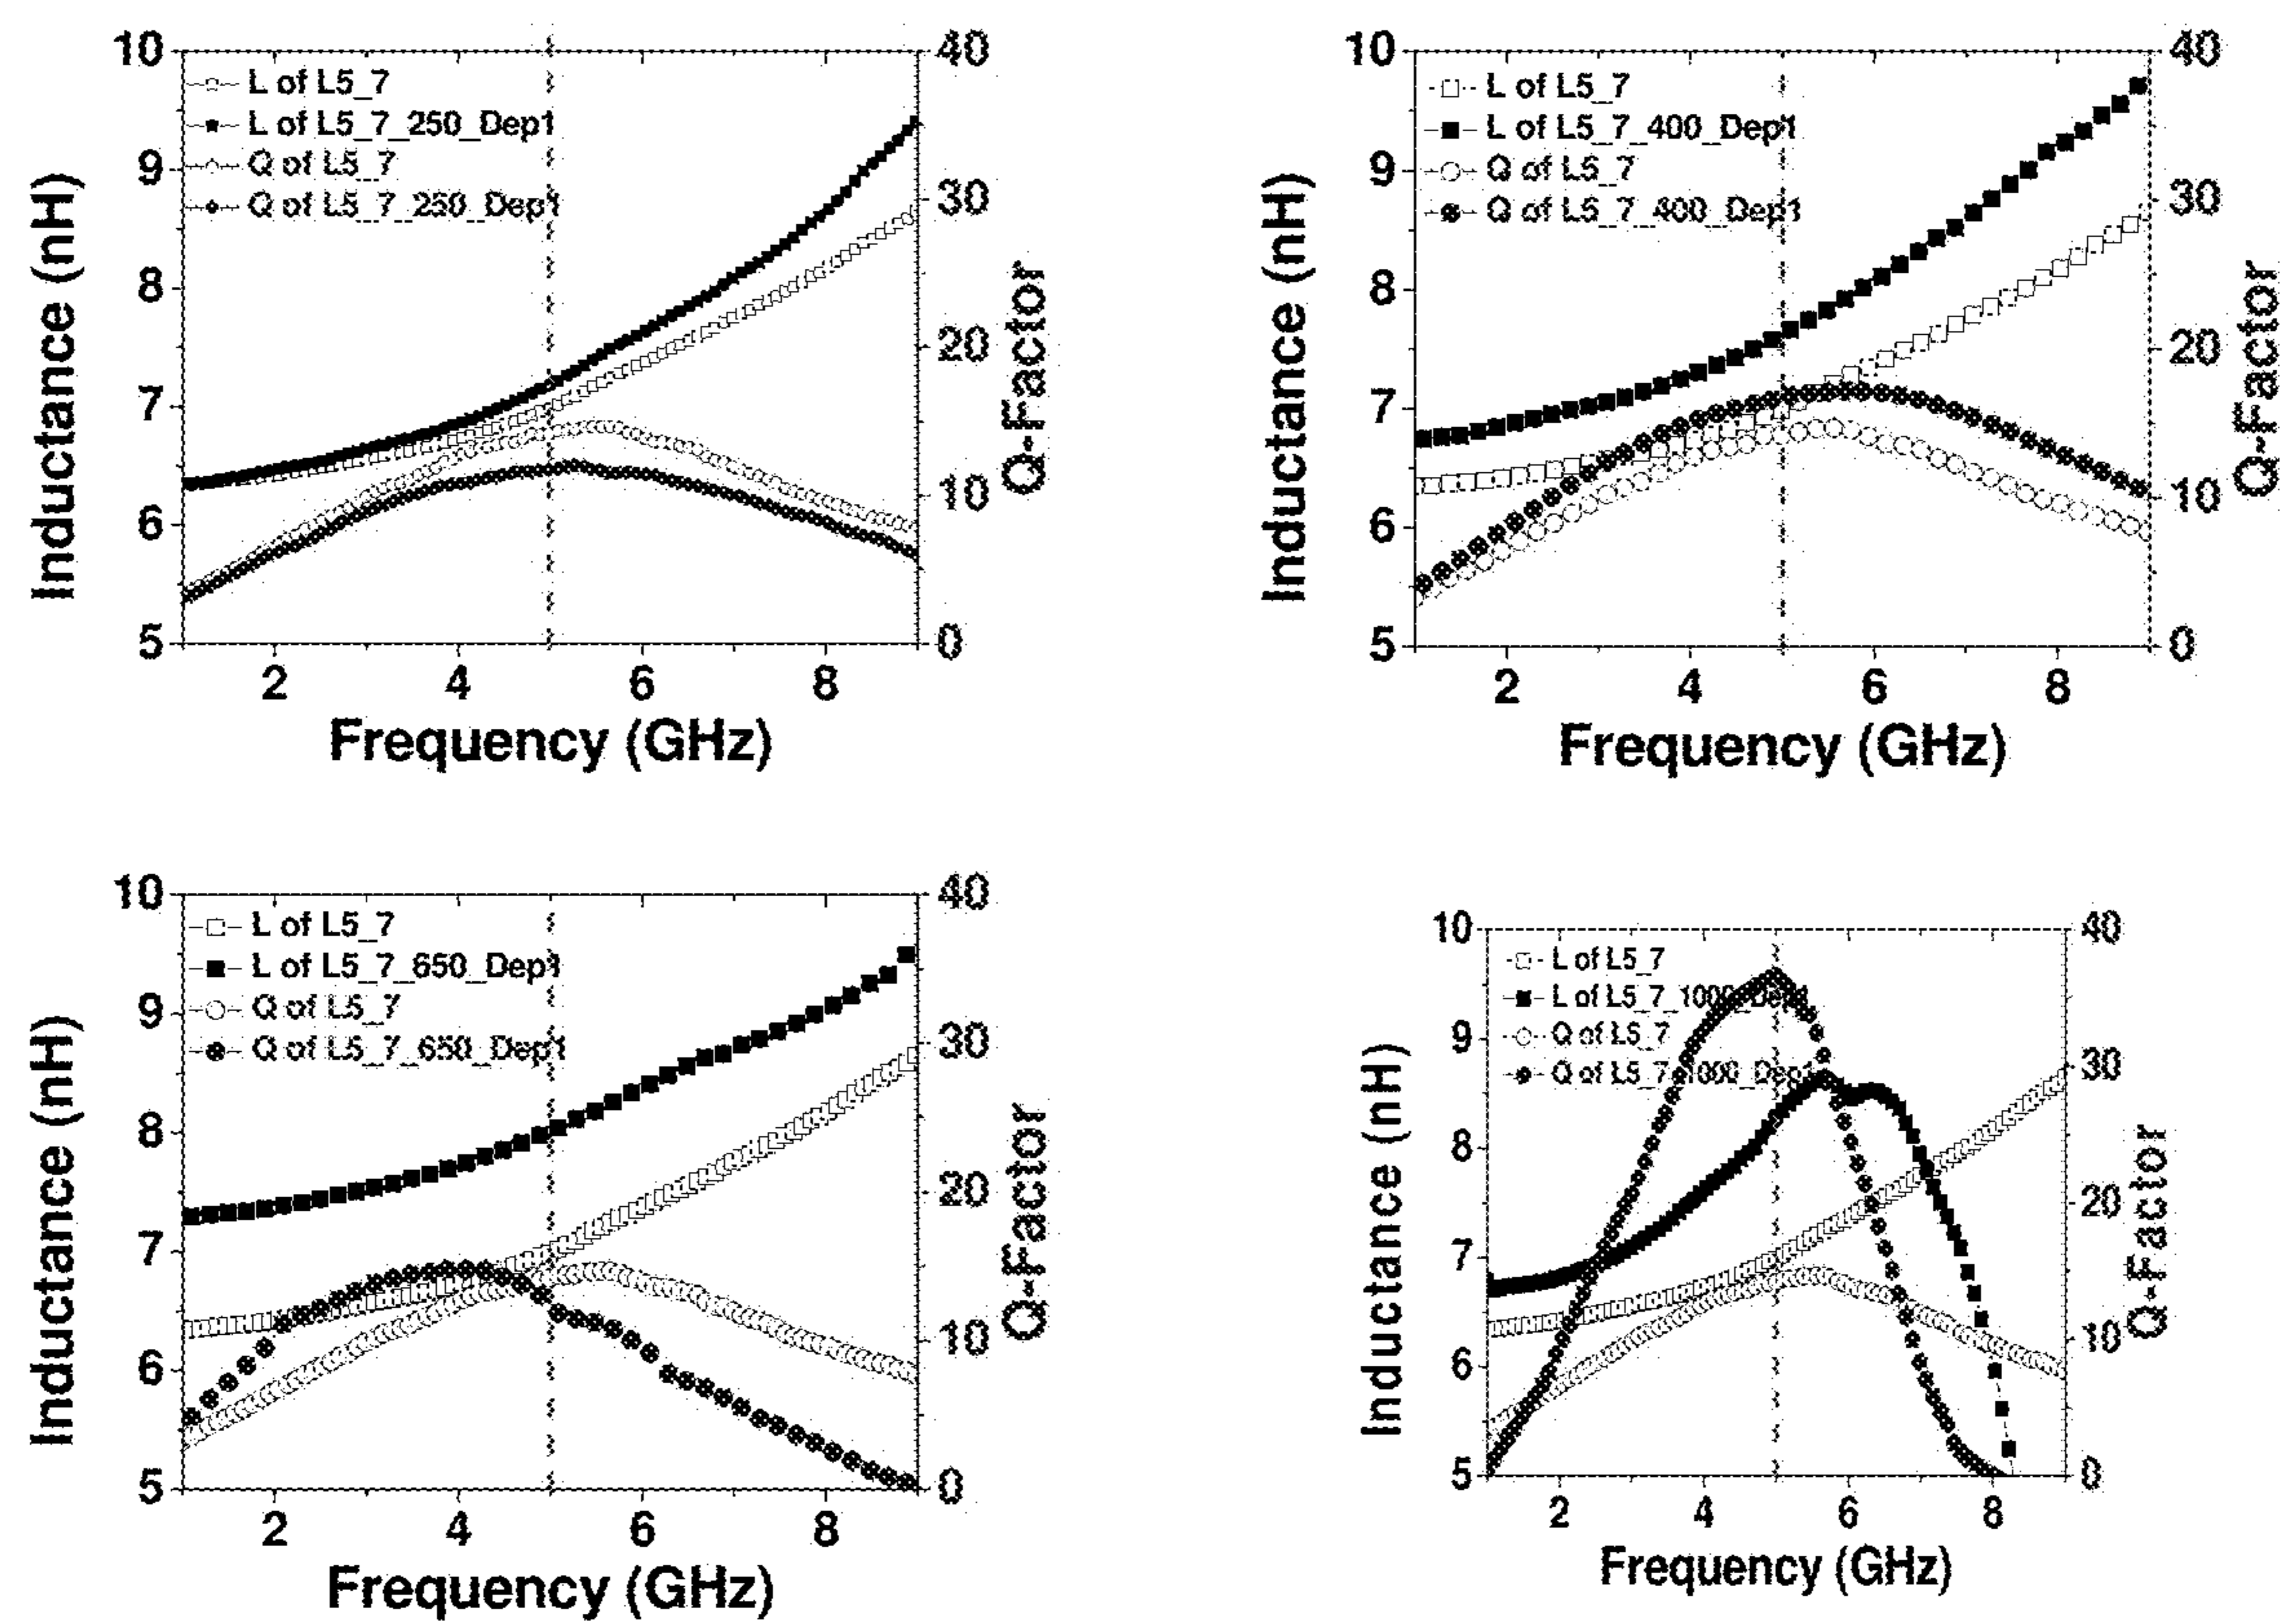 10
9
8
7
6
5
40
30
20
10
0
L of L5_7
L of L5_7_250_Dep1
Q of L5_7
Q of L5_7_250_Dep1
Inductance (nH)
Q-Factor
2 4 6 8
Frequency (GHz)
10
9
8
7
6
5
40
30
20
10
0
L of L5_7
L of L5_7_400_Dep1
Q of L5_7
Q of L5_7_400_Dep1
Inductance (nH)
Q-Factor
2 4 6 8
Frequency (GHz)
10
9
8
7
6
5
40
30
20
10
0
L of L5_7
L of L5_7_650_Dep1
Q of L5_7
Q of L5_7_650_Dep1
Inductance (nH)
Q-Factor
2 4 6 8
Frequency (GHz)
10
9
8
7
6
5
40
30
20
10
0
L of L5_7
L of L5_7_1000_Dep1
Q of L5_7
Q of L5_7_1000_Dep1
Inductance (nH)
Q-Factor
2 4 6 8
Frequency (GHz)